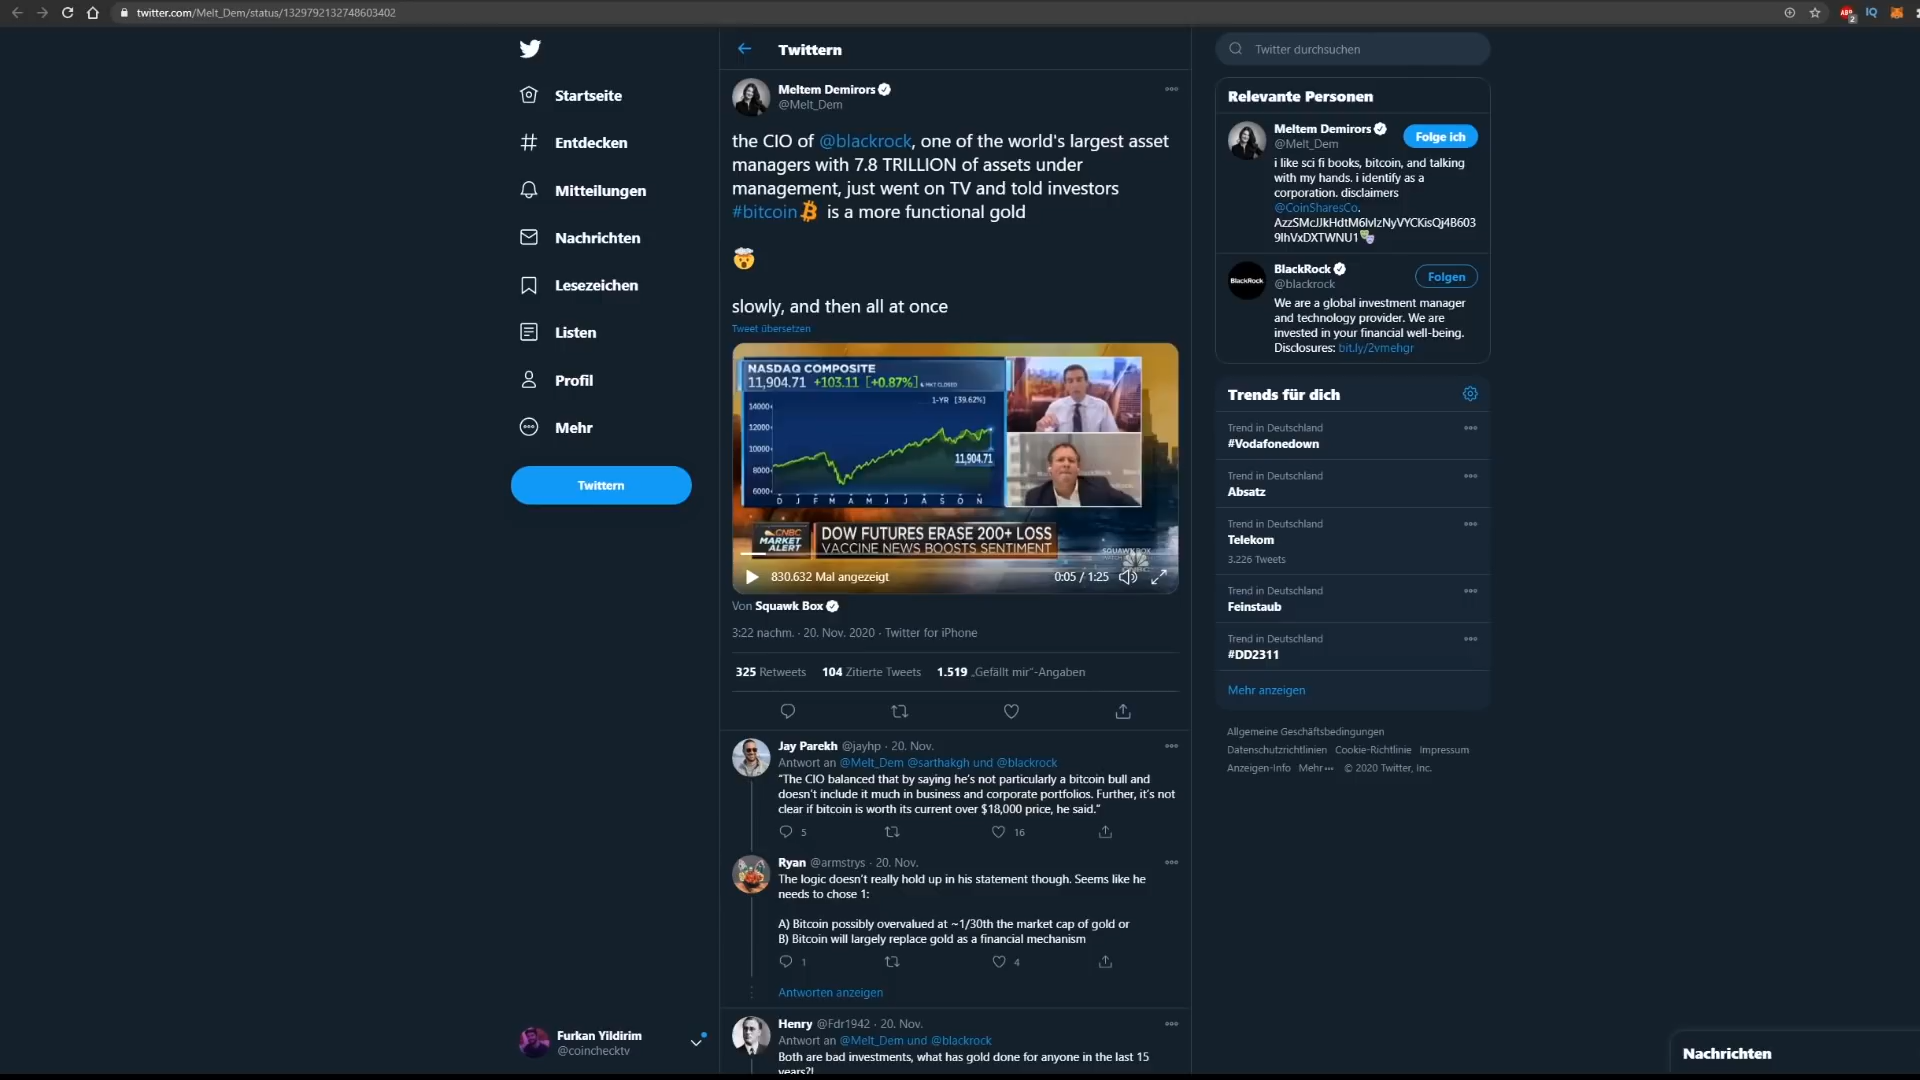 twitter.com/Melt_Dem/status/1329792132748603402
ABP
2
IQ
Startseite
Entdecken
Mitteilungen
Nachrichten
Lesezeichen
Listen
Profil
Mehr
Twittern
Furkan Yildirim
@coinchecktv
Twittern
Meltem Demirors
@Melt_Dem
the CIO of @blackrock, one of the world's largest asset
managers with 7.8 TRILLION of assets under
management, just went on TV and told investors
#bitcoin is a more functional gold
slowly, and then all at once
Tweet übersetzen
NASDAQ COMPOSITE
11,904.71 +103.11 [+0.87%] MKT CLOSED
1-YR [39.62%]
14000
12000
10000
8000
6000
11,904.71
D J F M A M J J A S O N
CNBC
MARKET
ALERT
DOW FUTURES ERASE 200+ LOSS
VACCINE NEWS BOOSTS SENTIMENT
SQUAWK BOX
830.632 Mal angezeigt
0:05 / 1:25
Von Squawk Box
3:22 nachm. · 20. Nov. 2020 · Twitter for iPhone
325 Retweets 104 Zitierte Tweets 1.519 „Gefällt mir“-Angaben
Jay Parekh @jayhp · 20. Nov.
Antwort an @Melt_Dem @sarthakgh und @blackrock
“The CIO balanced that by saying he’s not particularly a bitcoin bull and
doesn’t include it much in business and corporate portfolios. Further, it’s not
clear if bitcoin is worth its current over $18,000 price, he said.”
5 16
Ryan @armstrys · 20. Nov.
The logic doesn’t really hold up in his statement though. Seems like he
needs to chose 1:
A) Bitcoin possibly overvalued at ~1/30th the market cap of gold or
B) Bitcoin will largely replace gold as a financial mechanism
1 4
Antworten anzeigen
Henry @Fdr1942 · 20. Nov.
Antwort an @Melt_Dem und @blackrock
Both are bad investments, what has gold done for anyone in the last 15
years?!
Twitter durchsuchen
Relevante Personen
Meltem Demirors
@Melt_Dem
Folge ich
i like sci fi books, bitcoin, and talking
with my hands. i identify as a
corporation. disclaimers
@CoinSharesCo.
BlackRock
BlackRock
@blackrock
Folgen
We are a global investment manager
and technology provider. We are
invested in your financial well-being.
Disclosures: bit.ly/2vmehgr
Trends für dich
Trend in Deutschland
#Vodafonedown
Trend in Deutschland
Absatz
Trend in Deutschland
Telekom
3.226 Tweets
Trend in Deutschland
Feinstaub
Trend in Deutschland
#DD2311
Mehr anzeigen
Allgemeine Geschäftsbedingungen
Datenschutzrichtlinien Cookie-Richtlinie Impressum
Anzeigen-Info Mehr ··· © 2020 Twitter, Inc.
Nachrichten